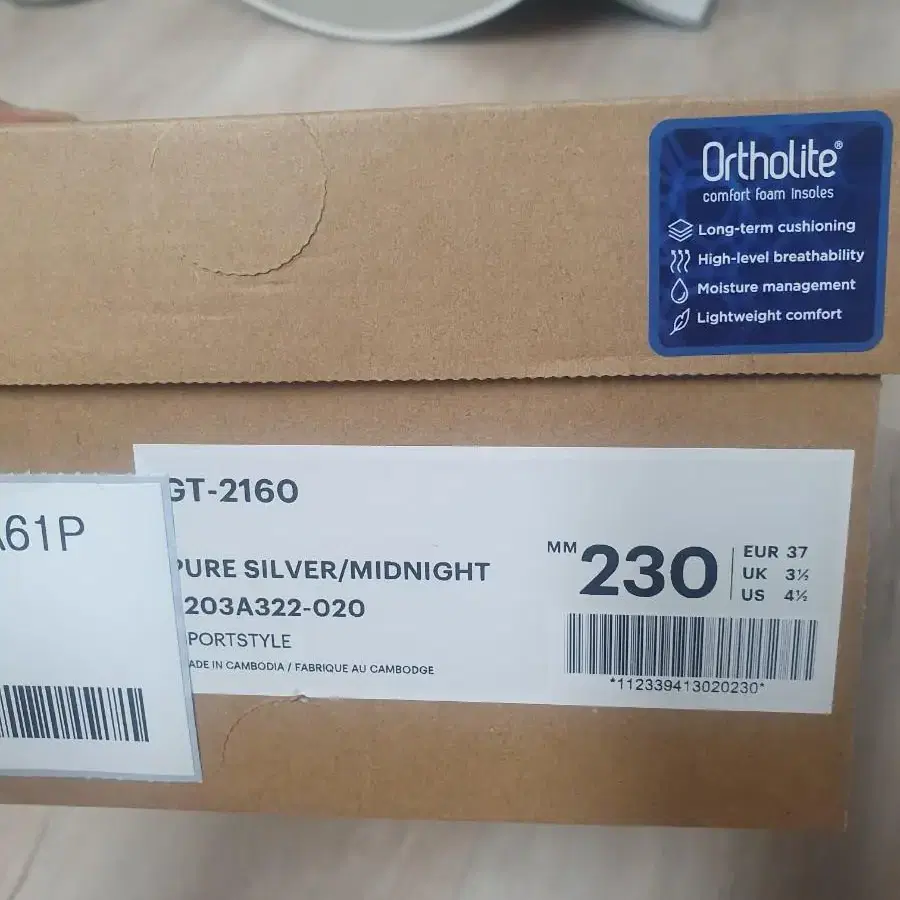 Ortholite®
comfort foam insoles
Long-term cushioning
High-level breathability
Moisture management
Lightweight comfort
GT-2160
61P
PURE SILVER/MIDNIGHT
203A322-020
PORTSTYLE
ADE IN CAMBODIA / FABRIQUE AU CAMBODGE
MM 230
EUR 37
UK 3½
US 4½
*112339413020230*